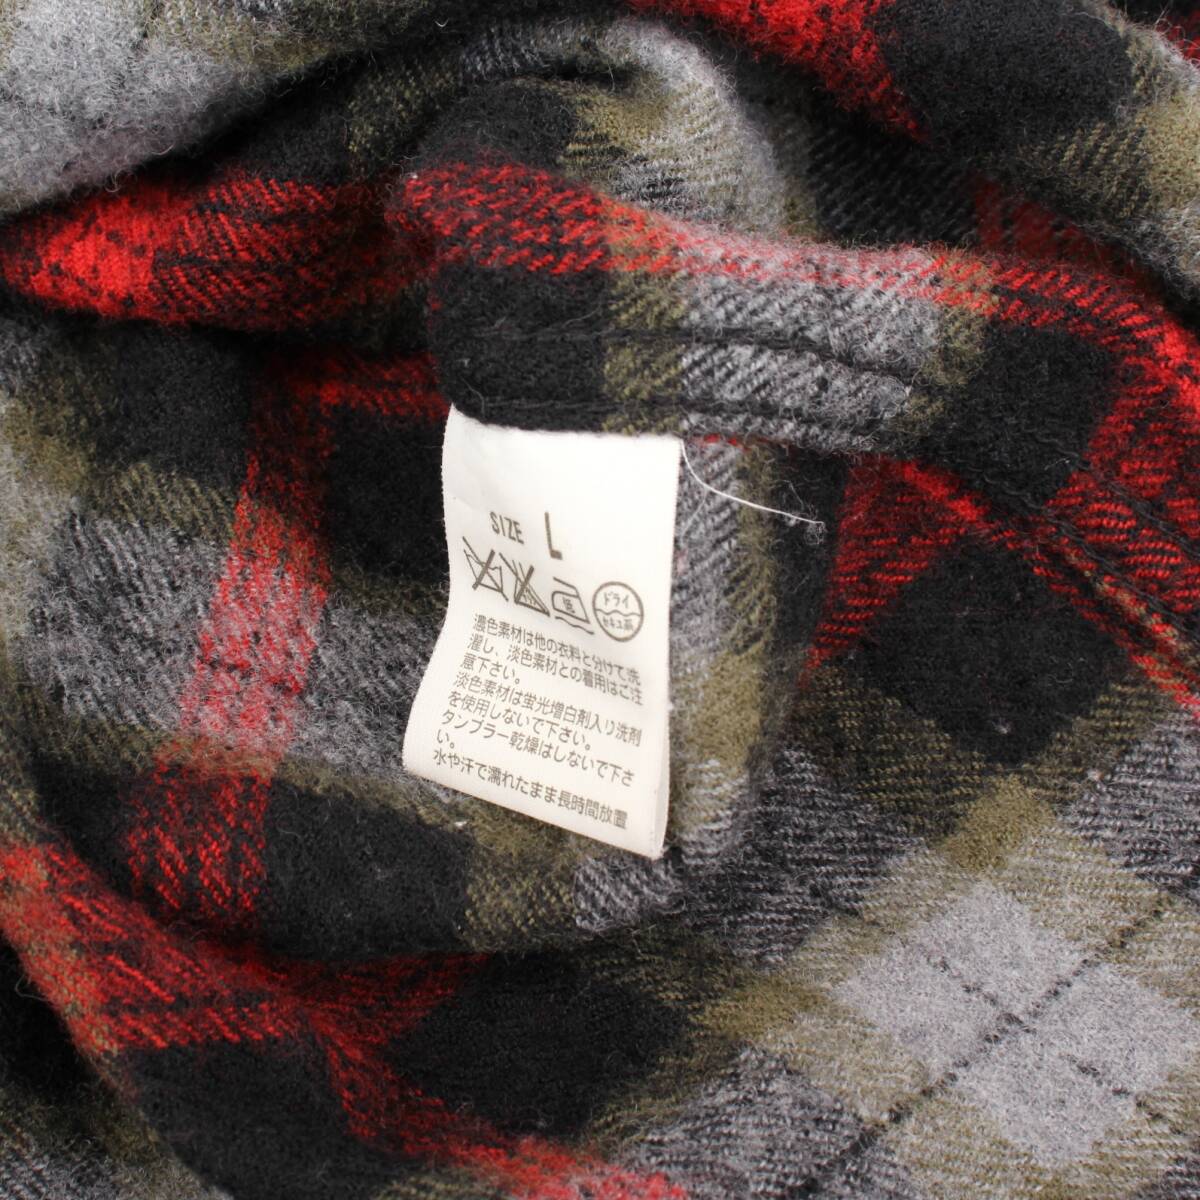 SIZE L
低 ドライ
セキユ系
濃色素材は他の衣料と分けて洗
濯し、淡色素材との着用はご注
意下さい。
淡色素材は蛍光増白剤入り洗剤
を使用しないで下さい。
タンブラー乾燥はしないで下さ
い。
水や汗で濡れたまま長時間放置